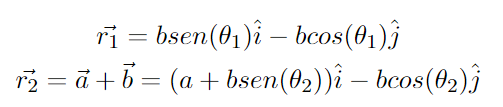 r⃗₁ = bsen(θ₁)î − bcos(θ₁)ĵ
r⃗₂ = a⃗ + b⃗ = (a + bsen(θ₂))î − bcos(θ₂)ĵ